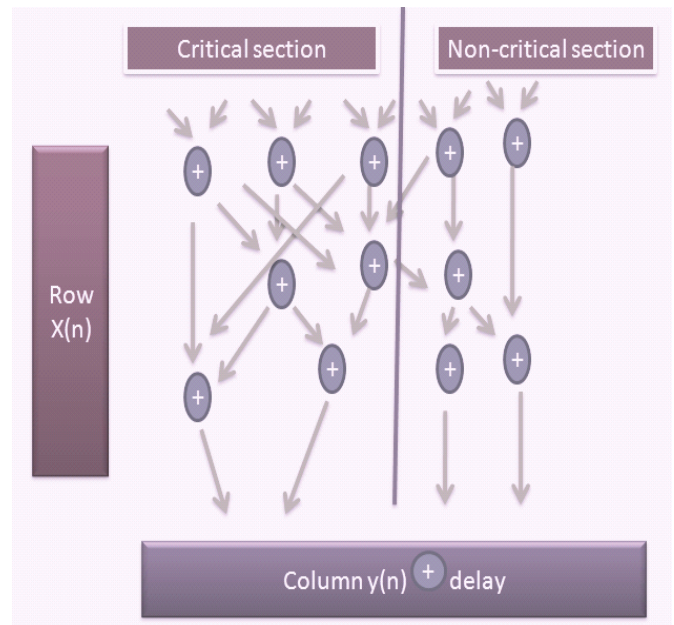 Critical section
Non-critical section
+ + + + +
+ + +
+ + + +
Row
X(n)
Column y(n) + delay